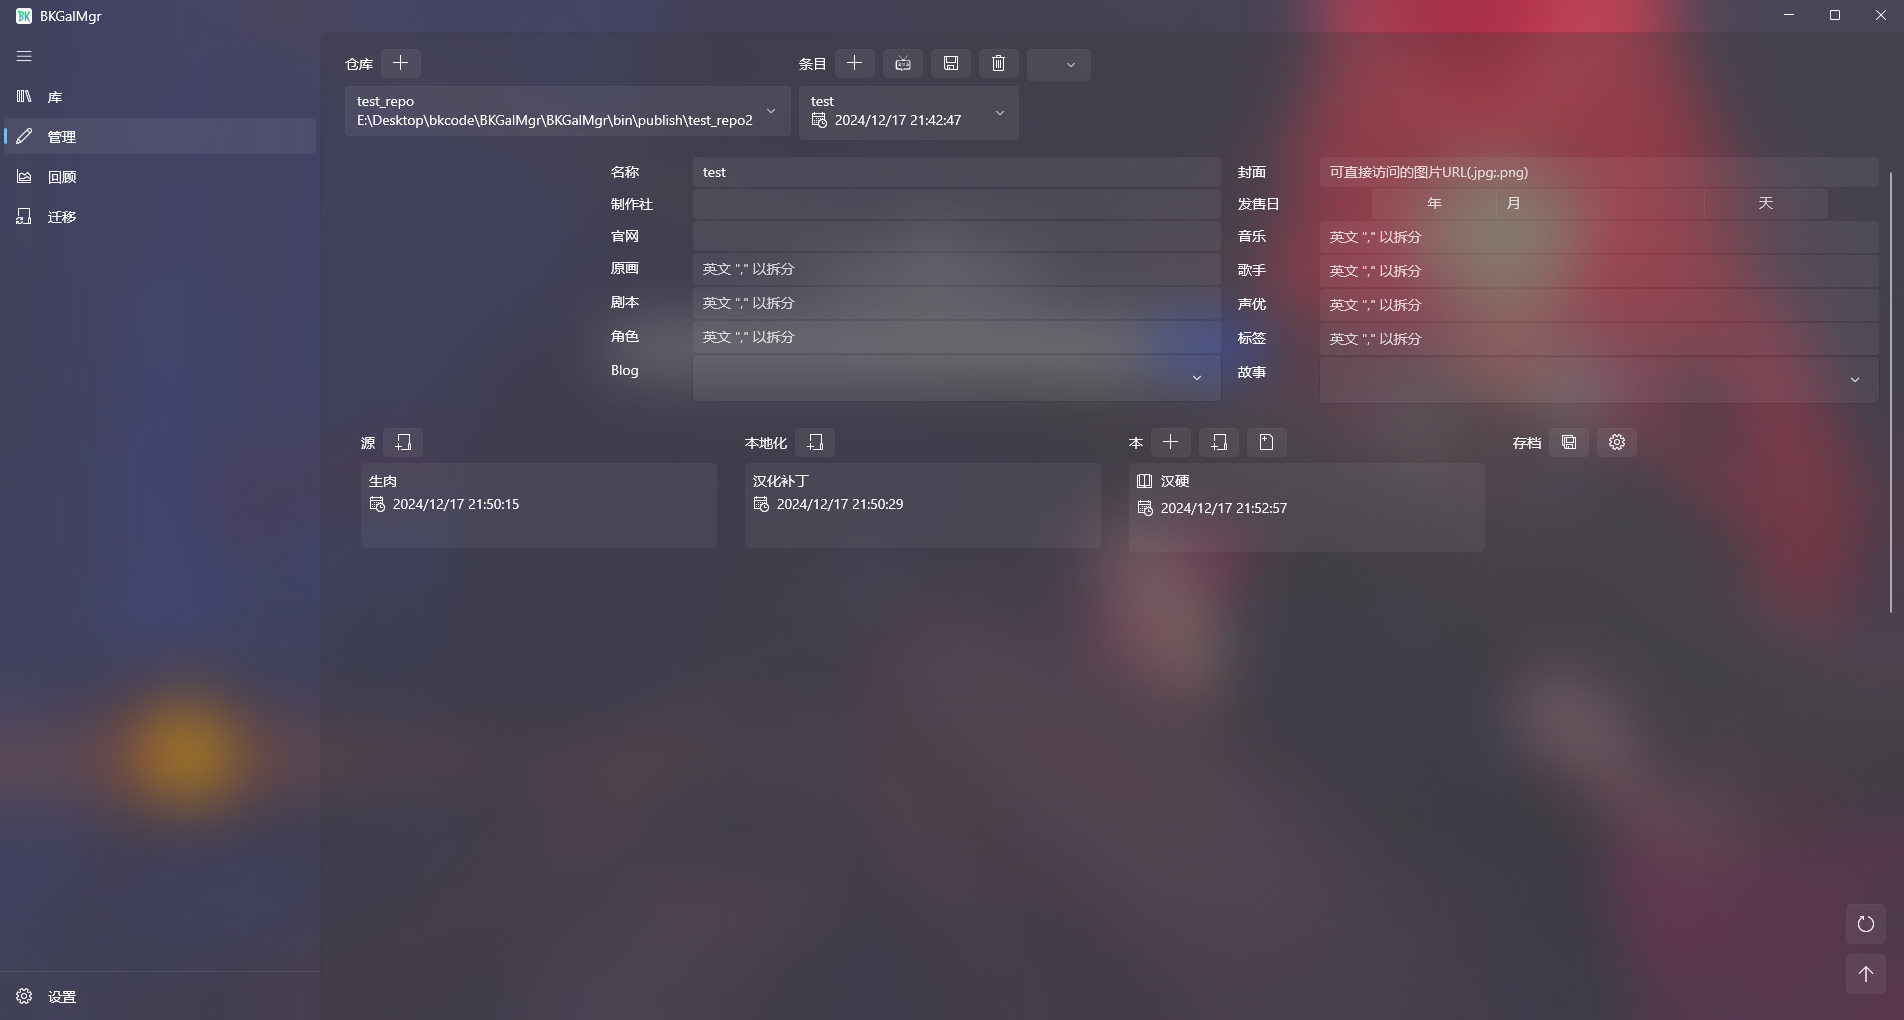 BKGalMgr
库
管理
回顾
迁移
设置
仓库
条目
test_repo
E:\Desktop\bkcode\BKGalMgr\BKGalMgr\bin\publish\test_repo2
test
2024/12/17 21:42:47
名称
test
封面
可直接访问的图片URL(.jpg;.png)
制作社
发售日
年
月
天
官网
音乐
英文 "," 以拆分
原画
英文 "," 以拆分
歌手
英文 "," 以拆分
剧本
英文 "," 以拆分
声优
英文 "," 以拆分
角色
英文 "," 以拆分
标签
英文 "," 以拆分
Blog
故事
源
生肉
2024/12/17 21:50:15
本地化
汉化补丁
2024/12/17 21:50:29
本
汉硬
2024/12/17 21:52:57
存档